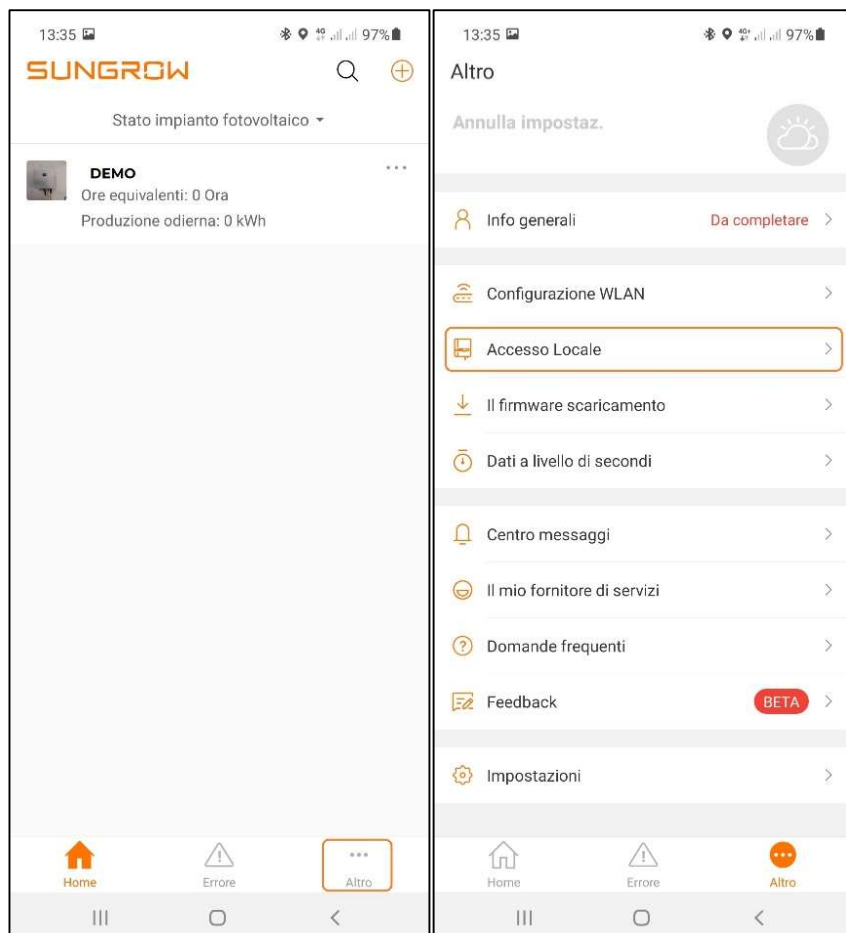 13:35
4G
97%
SUNGROW
Stato impianto fotovoltaico
DEMO
Ore equivalenti: 0 Ora
Produzione odierna: 0 kWh
Home
Errore
Altro
13:35
4G+
97%
Altro
Annulla impostaz.
Info generali
Da completare
Configurazione WLAN
Accesso Locale
Il firmware scaricamento
Dati a livello di secondi
Centro messaggi
Il mio fornitore di servizi
Domande frequenti
Feedback
BETA
Impostazioni
Home
Errore
Altro